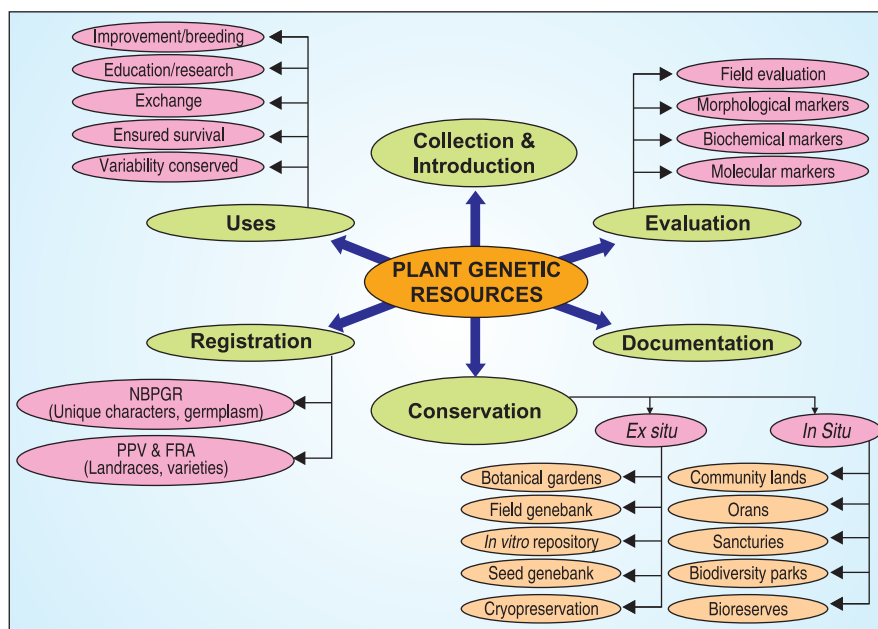 Improvement/breeding
Education/research
Exchange
Ensured survival
Variability conserved
Uses
Collection &
Introduction
Field evaluation
Morphological markers
Biochemical markers
Molecular markers
Evaluation
PLANT GENETIC
RESOURCES
Registration
NBPGR
(Unique characters, germplasm)
PPV & FRA
(Landraces, varieties)
Documentation
Conservation
Ex situ
Botanical gardens
Field genebank
In vitro repository
Seed genebank
Cryopreservation
In Situ
Community lands
Orans
Sancturies
Biodiversity parks
Bioreserves